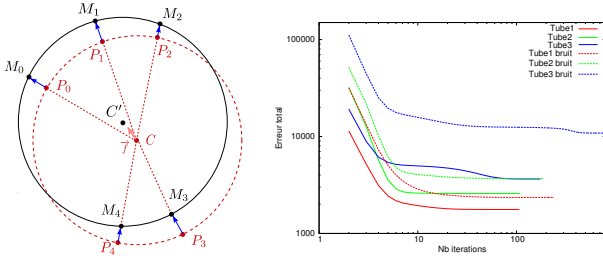 M₁
M₂
M₀
P₁
P₂
P₀
C′
C
f⃗
M₃
M₄
P₃
P₄
Tube1
Tube2
Tube3
Tube1 bruit
Tube2 bruit
Tube3 bruit
100000
10000
1000
Erreur total
1
10
100
Nb iterations